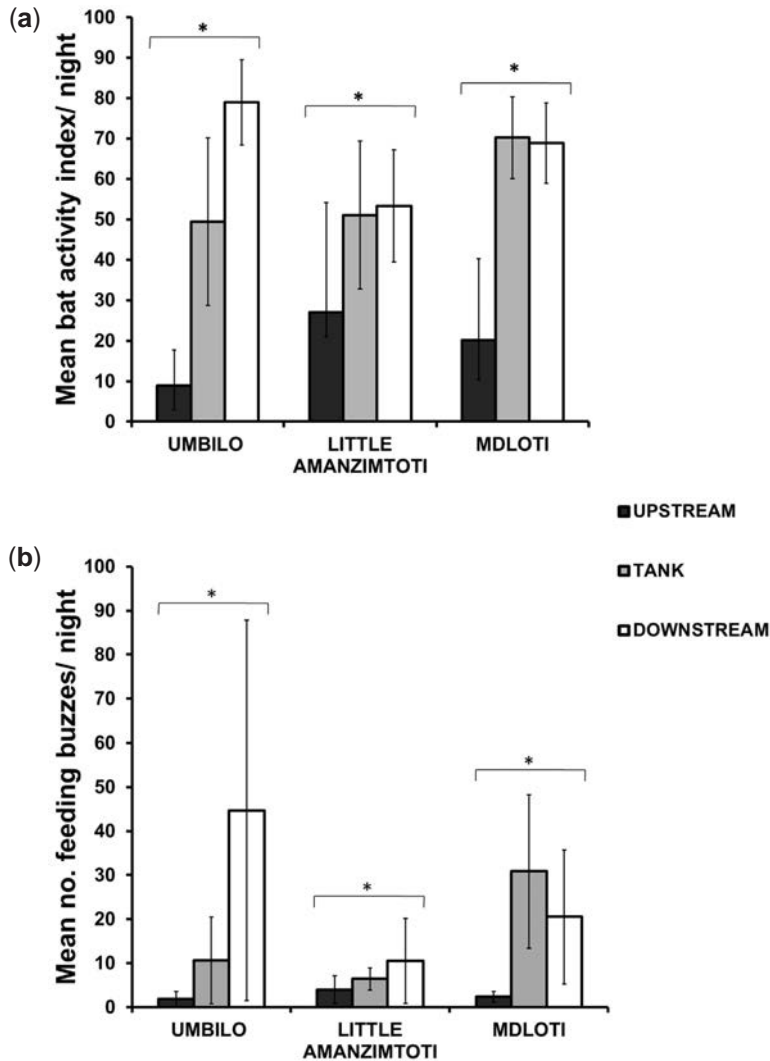 (a)
Mean bat activity index/ night
100
90
80
70
60
50
40
30
20
10
0
*
*
*
UMBILO
LITTLE
AMANZIMTOTI
MDLOTI
UPSTREAM
TANK
DOWNSTREAM
(b)
Mean no. feeding buzzes/ night
100
90
80
70
60
50
40
30
20
10
0
*
*
*
UMBILO
LITTLE
AMANZIMTOTI
MDLOTI